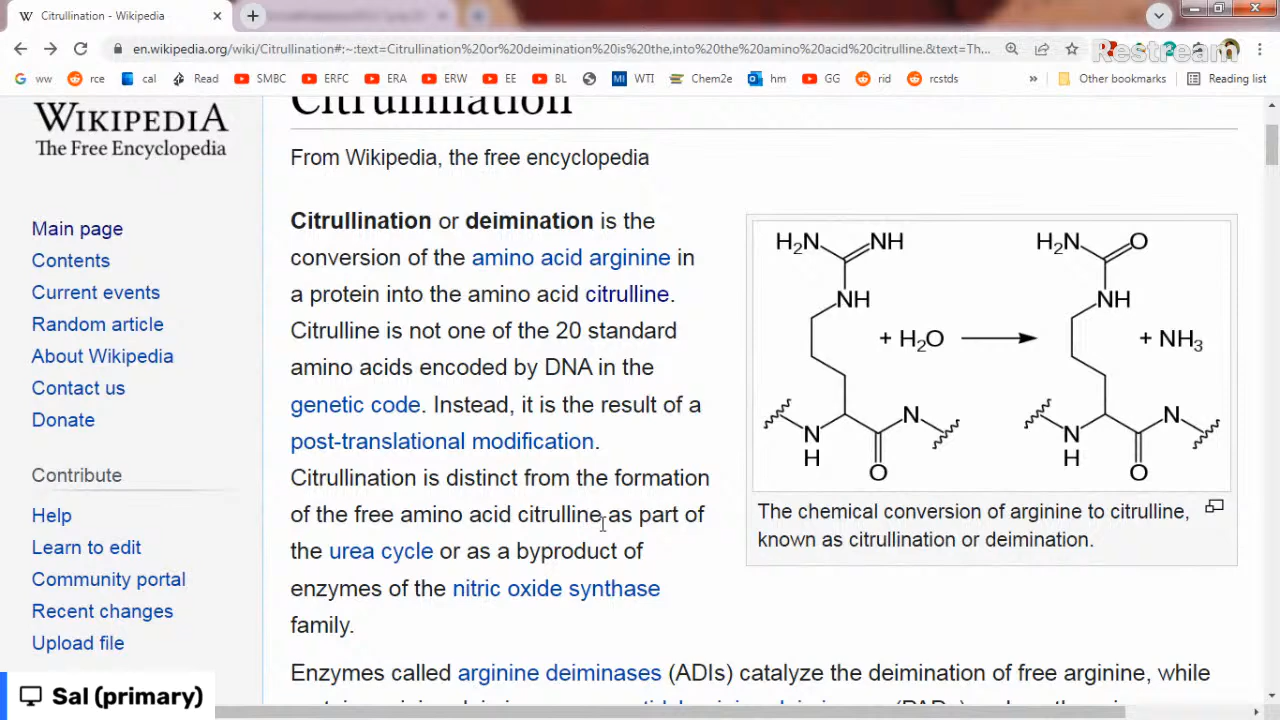 Citrullination - Wikipedia
en.wikipedia.org/wiki/Citrullination#:~:text=Citrullination%20or%20deimination%20is%20the,into%20the%20amino%20acid%20citrulline.&text=Th...
Restream
ww rce cal Read SMBC ERFC ERA ERW EE BL WTI Chem2e hm GG rid rcstds » Other bookmarks Reading list
Citrullination
WIKIPEDIA
The Free Encyclopedia
From Wikipedia, the free encyclopedia
Main page
Contents
Current events
Random article
About Wikipedia
Contact us
Donate
Contribute
Help
Learn to edit
Community portal
Recent changes
Upload file
Citrullination or deimination is the
conversion of the amino acid arginine in
a protein into the amino acid citrulline.
Citrulline is not one of the 20 standard
amino acids encoded by DNA in the
genetic code. Instead, it is the result of a
post-translational modification.
Citrullination is distinct from the formation
of the free amino acid citrulline as part of
the urea cycle or as a byproduct of
enzymes of the nitric oxide synthase
family.
H₂N NH H₂N O
NH NH
+ H₂O + NH₃
N N N N
H H
O O
The chemical conversion of arginine to citrulline,
known as citrullination or deimination.
Enzymes called arginine deiminases (ADIs) catalyze the deimination of free arginine, while
Sal (primary)